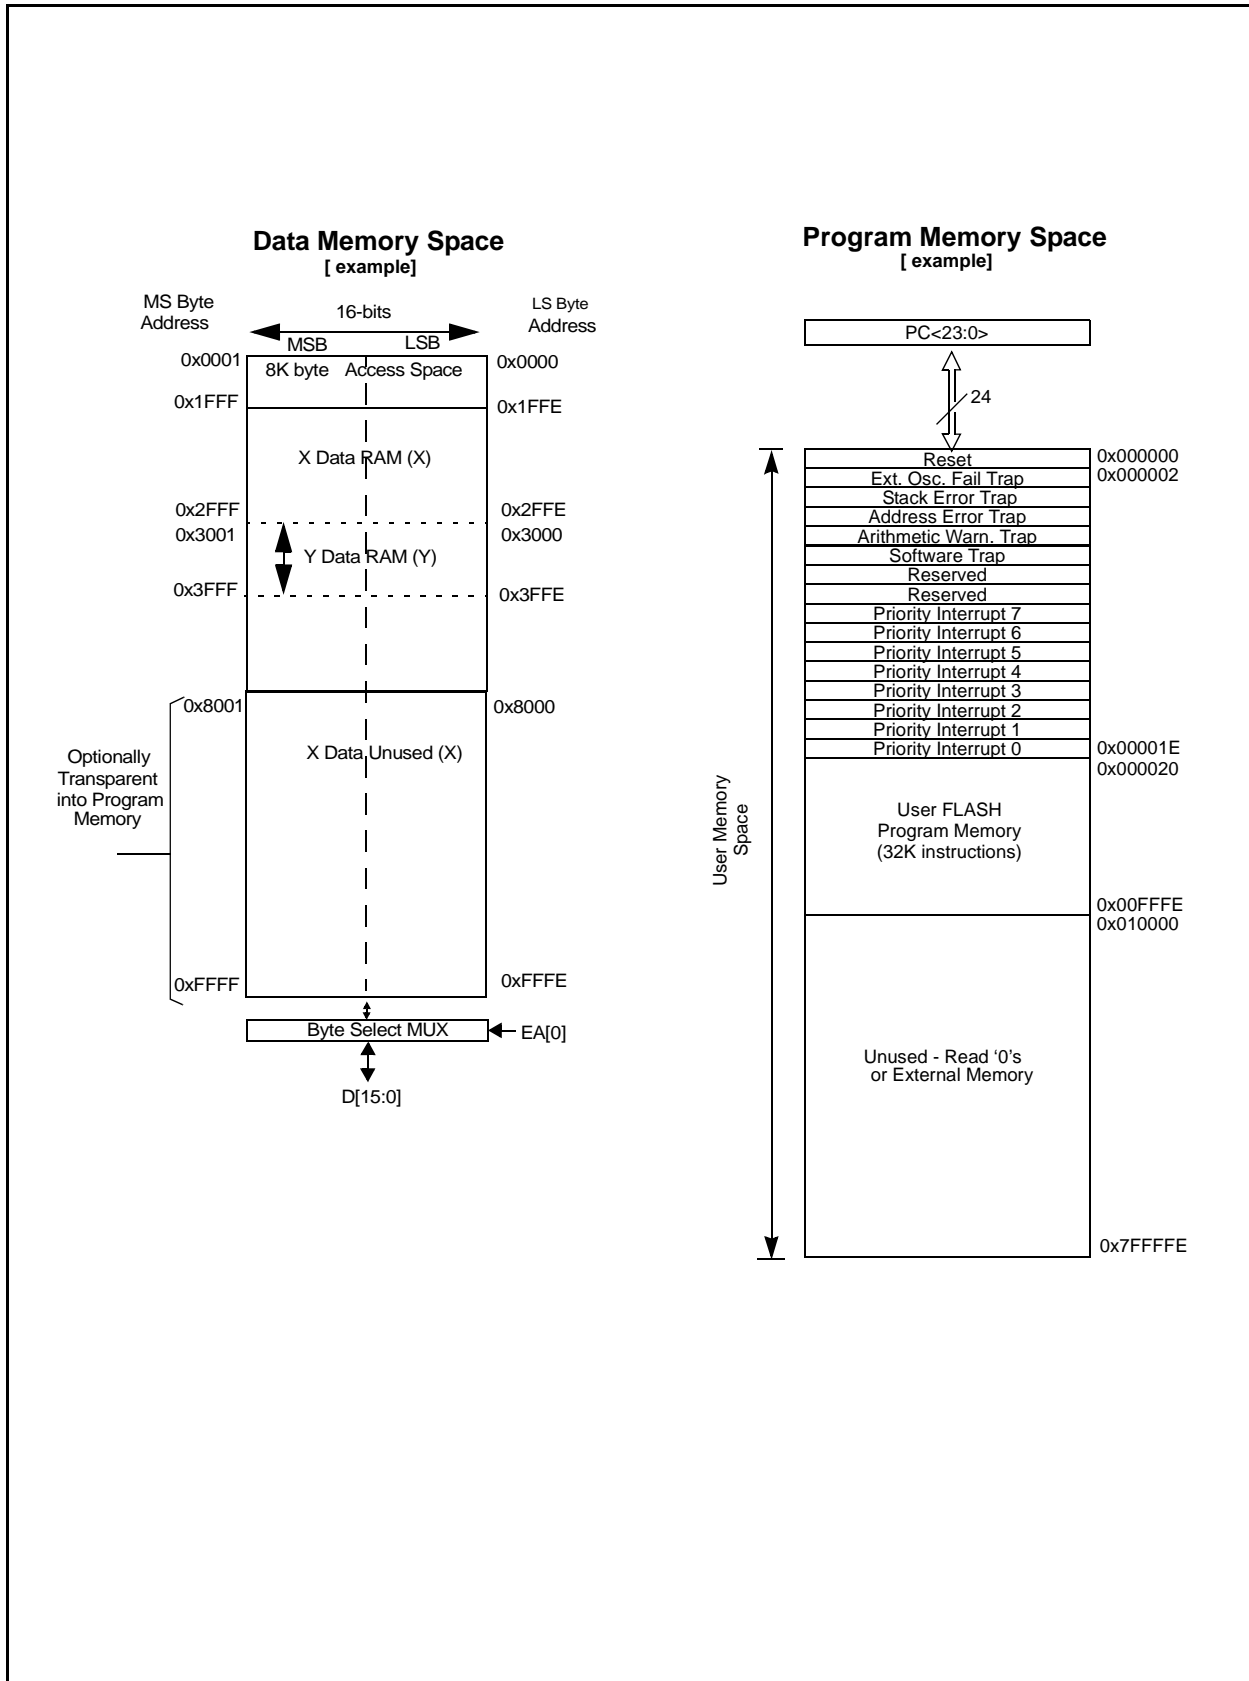 Data Memory Space
[ example]
MS Byte
Address
16-bits
LS Byte
Address
MSB
LSB
0x0001
8K byte
Access Space
0x0000
0x1FFF
0x1FFE
X Data RAM (X)
0x2FFF
0x2FFE
0x3001
0x3000
Y Data RAM (Y)
0x3FFF
0x3FFE
0x8001
0x8000
X Data Unused (X)
Optionally
Transparent
into Program
Memory
0xFFFF
0xFFFE
Byte Select MUX
EA[0]
D[15:0]
Program Memory Space
[ example]
PC<23:0>
24
Reset
0x000000
Ext. Osc. Fail Trap
0x000002
Stack Error Trap
Address Error Trap
Arithmetic Warn. Trap
Software Trap
Reserved
Reserved
Priority Interrupt 7
Priority Interrupt 6
Priority Interrupt 5
Priority Interrupt 4
Priority Interrupt 3
Priority Interrupt 2
Priority Interrupt 1
Priority Interrupt 0
0x00001E
0x000020
User Memory
Space
User FLASH
Program Memory
(32K instructions)
0x00FFFE
0x010000
Unused - Read ‘0’s
or External Memory
0x7FFFFE